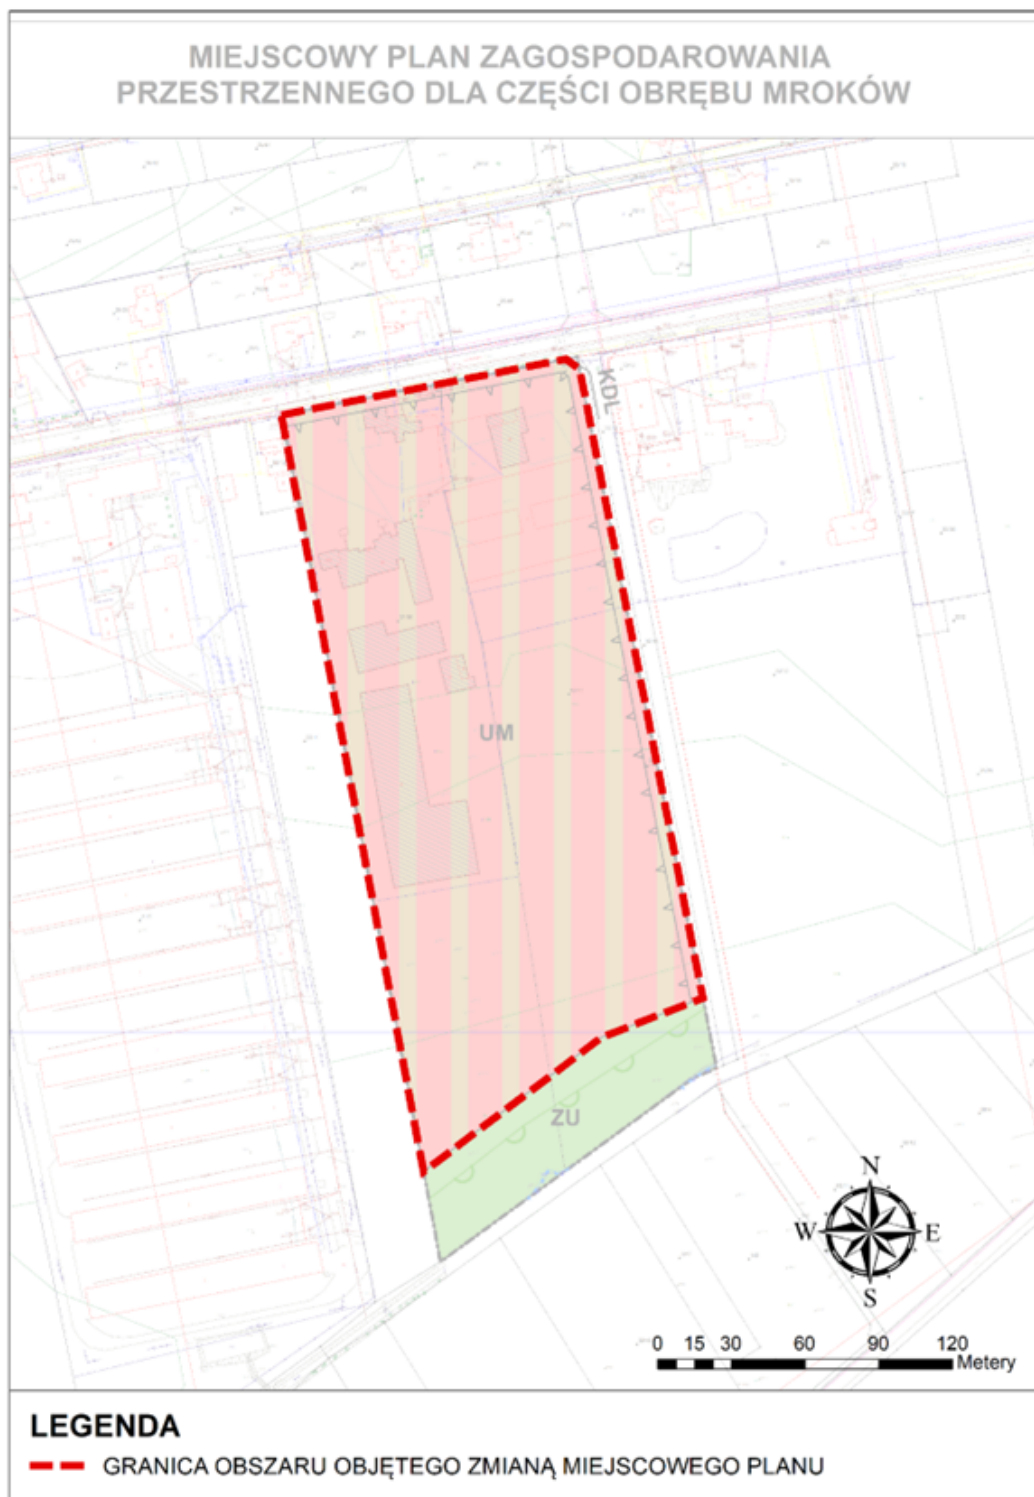 MIEJSCOWY PLAN ZAGOSPODAROWANIA
PRZESTRZENNEGO DLA CZĘŚCI OBRĘBU MROKÓW
KDL
UM
ZU
N
W E
S
0 15 30 60 90 120
Metery
LEGENDA
GRANICA OBSZARU OBJĘTEGO ZMIANĄ MIEJSCOWEGO PLANU